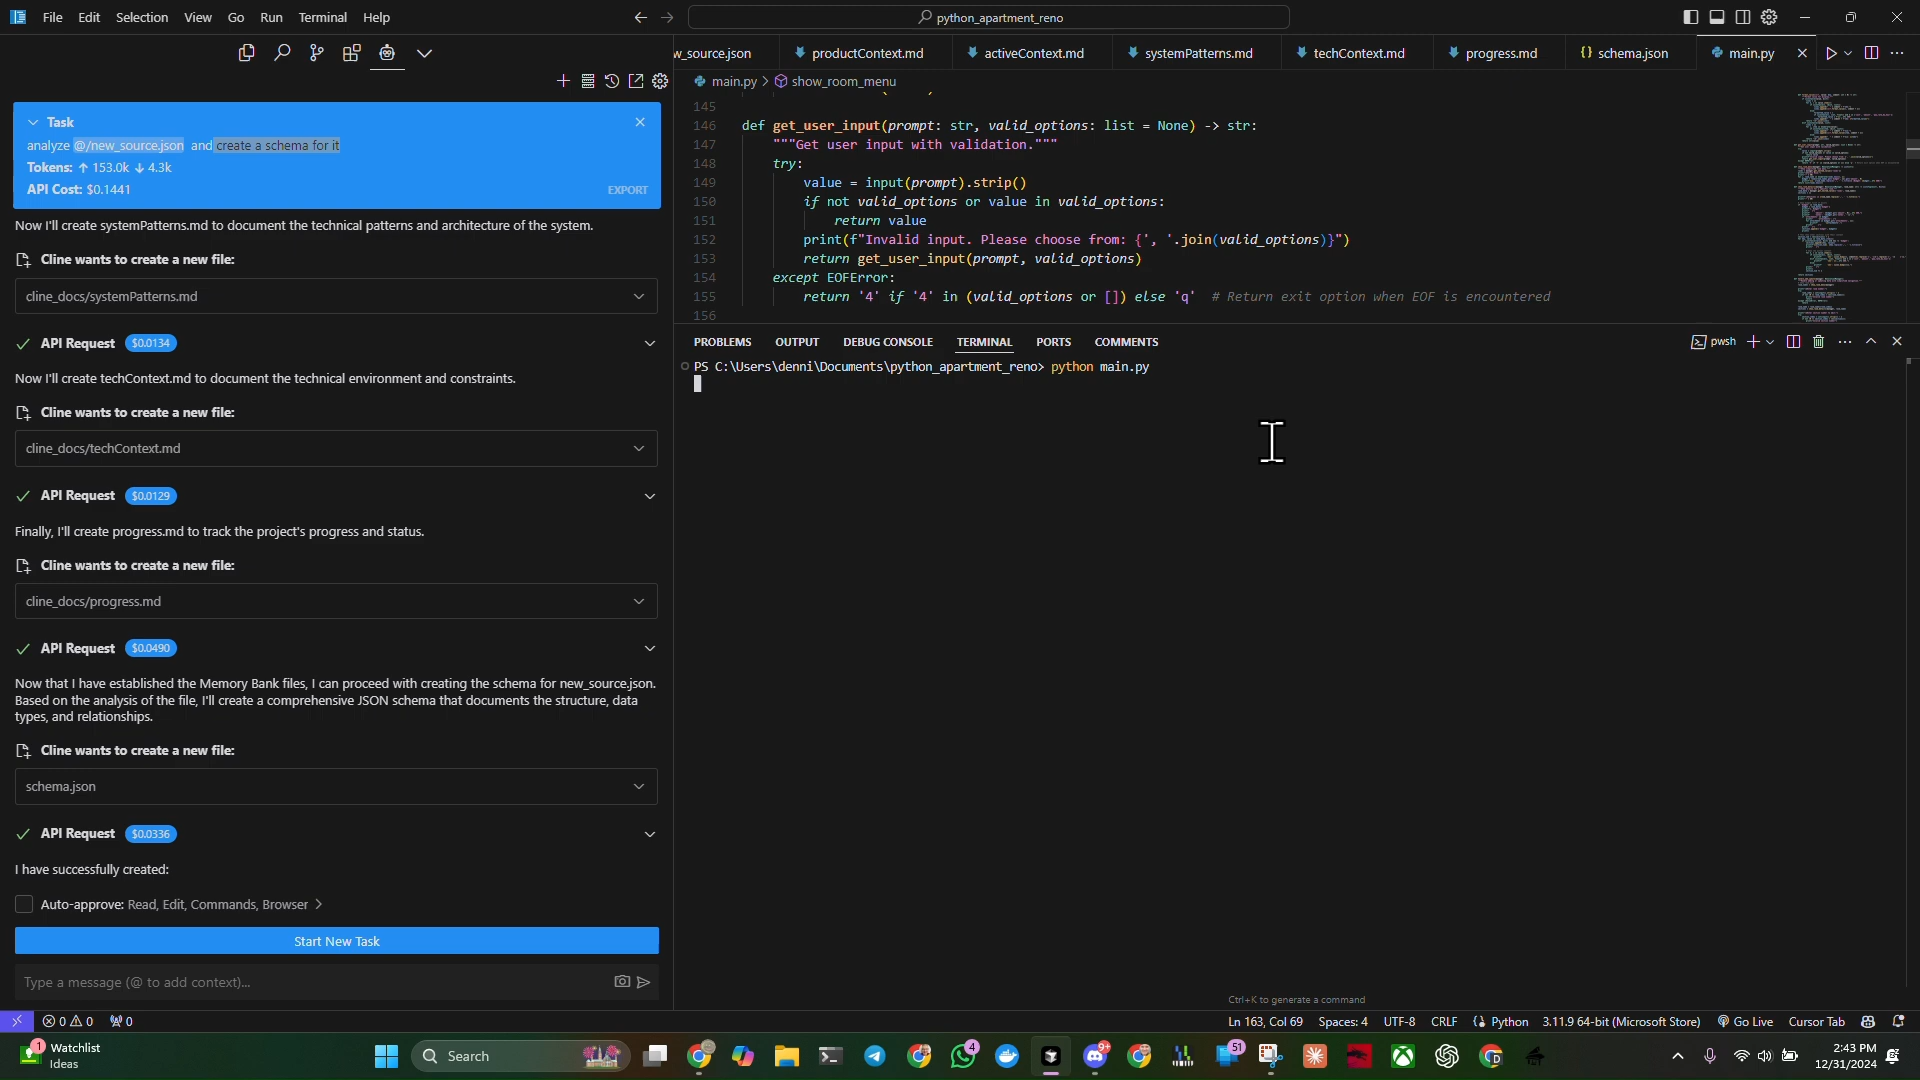 File Edit Selection View Go Run Terminal Help
python_apartment_reno
w_source.json productContext.md activeContext.md systemPatterns.md techContext.md progress.md schema.json main.py
main.py > show_room_menu
Task
analyze @/new_source.json and create a schema for it
Tokens: ↑ 153.0k ↓ 4.3k
API Cost: $0.1441
EXPORT
Now I'll create systemPatterns.md to document the technical patterns and architecture of the system.
Cline wants to create a new file:
cline_docs/systemPatterns.md
API Request $0.0134
Now I'll create techContext.md to document the technical environment and constraints.
Cline wants to create a new file:
cline_docs/techContext.md
API Request $0.0129
Finally, I'll create progress.md to track the project's progress and status.
Cline wants to create a new file:
cline_docs/progress.md
API Request $0.0490
Now that I have established the Memory Bank files, I can proceed with creating the schema for new_source.json.
Based on the analysis of the file, I'll create a comprehensive JSON schema that documents the structure, data
types, and relationships.
Cline wants to create a new file:
schema.json
API Request $0.0336
I have successfully created:
Auto-approve: Read, Edit, Commands, Browser >
Start New Task
Type a message (@ to add context)...
145
146 def get_user_input(prompt: str, valid_options: list = None) -> str:
147 """Get user input with validation."""
148 try:
149 value = input(prompt).strip()
150 if not valid_options or value in valid_options:
151 return value
152 print(f"Invalid input. Please choose from: {', '.join(valid_options)}")
153 return get_user_input(prompt, valid_options)
154 except EOFError:
155 return '4' if '4' in (valid_options or []) else 'q' # Return exit option when EOF is encountered
156
PROBLEMS OUTPUT DEBUG CONSOLE TERMINAL PORTS COMMENTS
pwsh
PS C:\Users\denni\Documents\python_apartment_reno> python main.py
Ctrl+K to generate a command
0 0 0
Ln 163, Col 69 Spaces: 4 UTF-8 CRLF Python 3.11.9 64-bit (Microsoft Store) Go Live Cursor Tab
1 Watchlist
Ideas
Search
4
9+
51
2:43 PM
12/31/2024